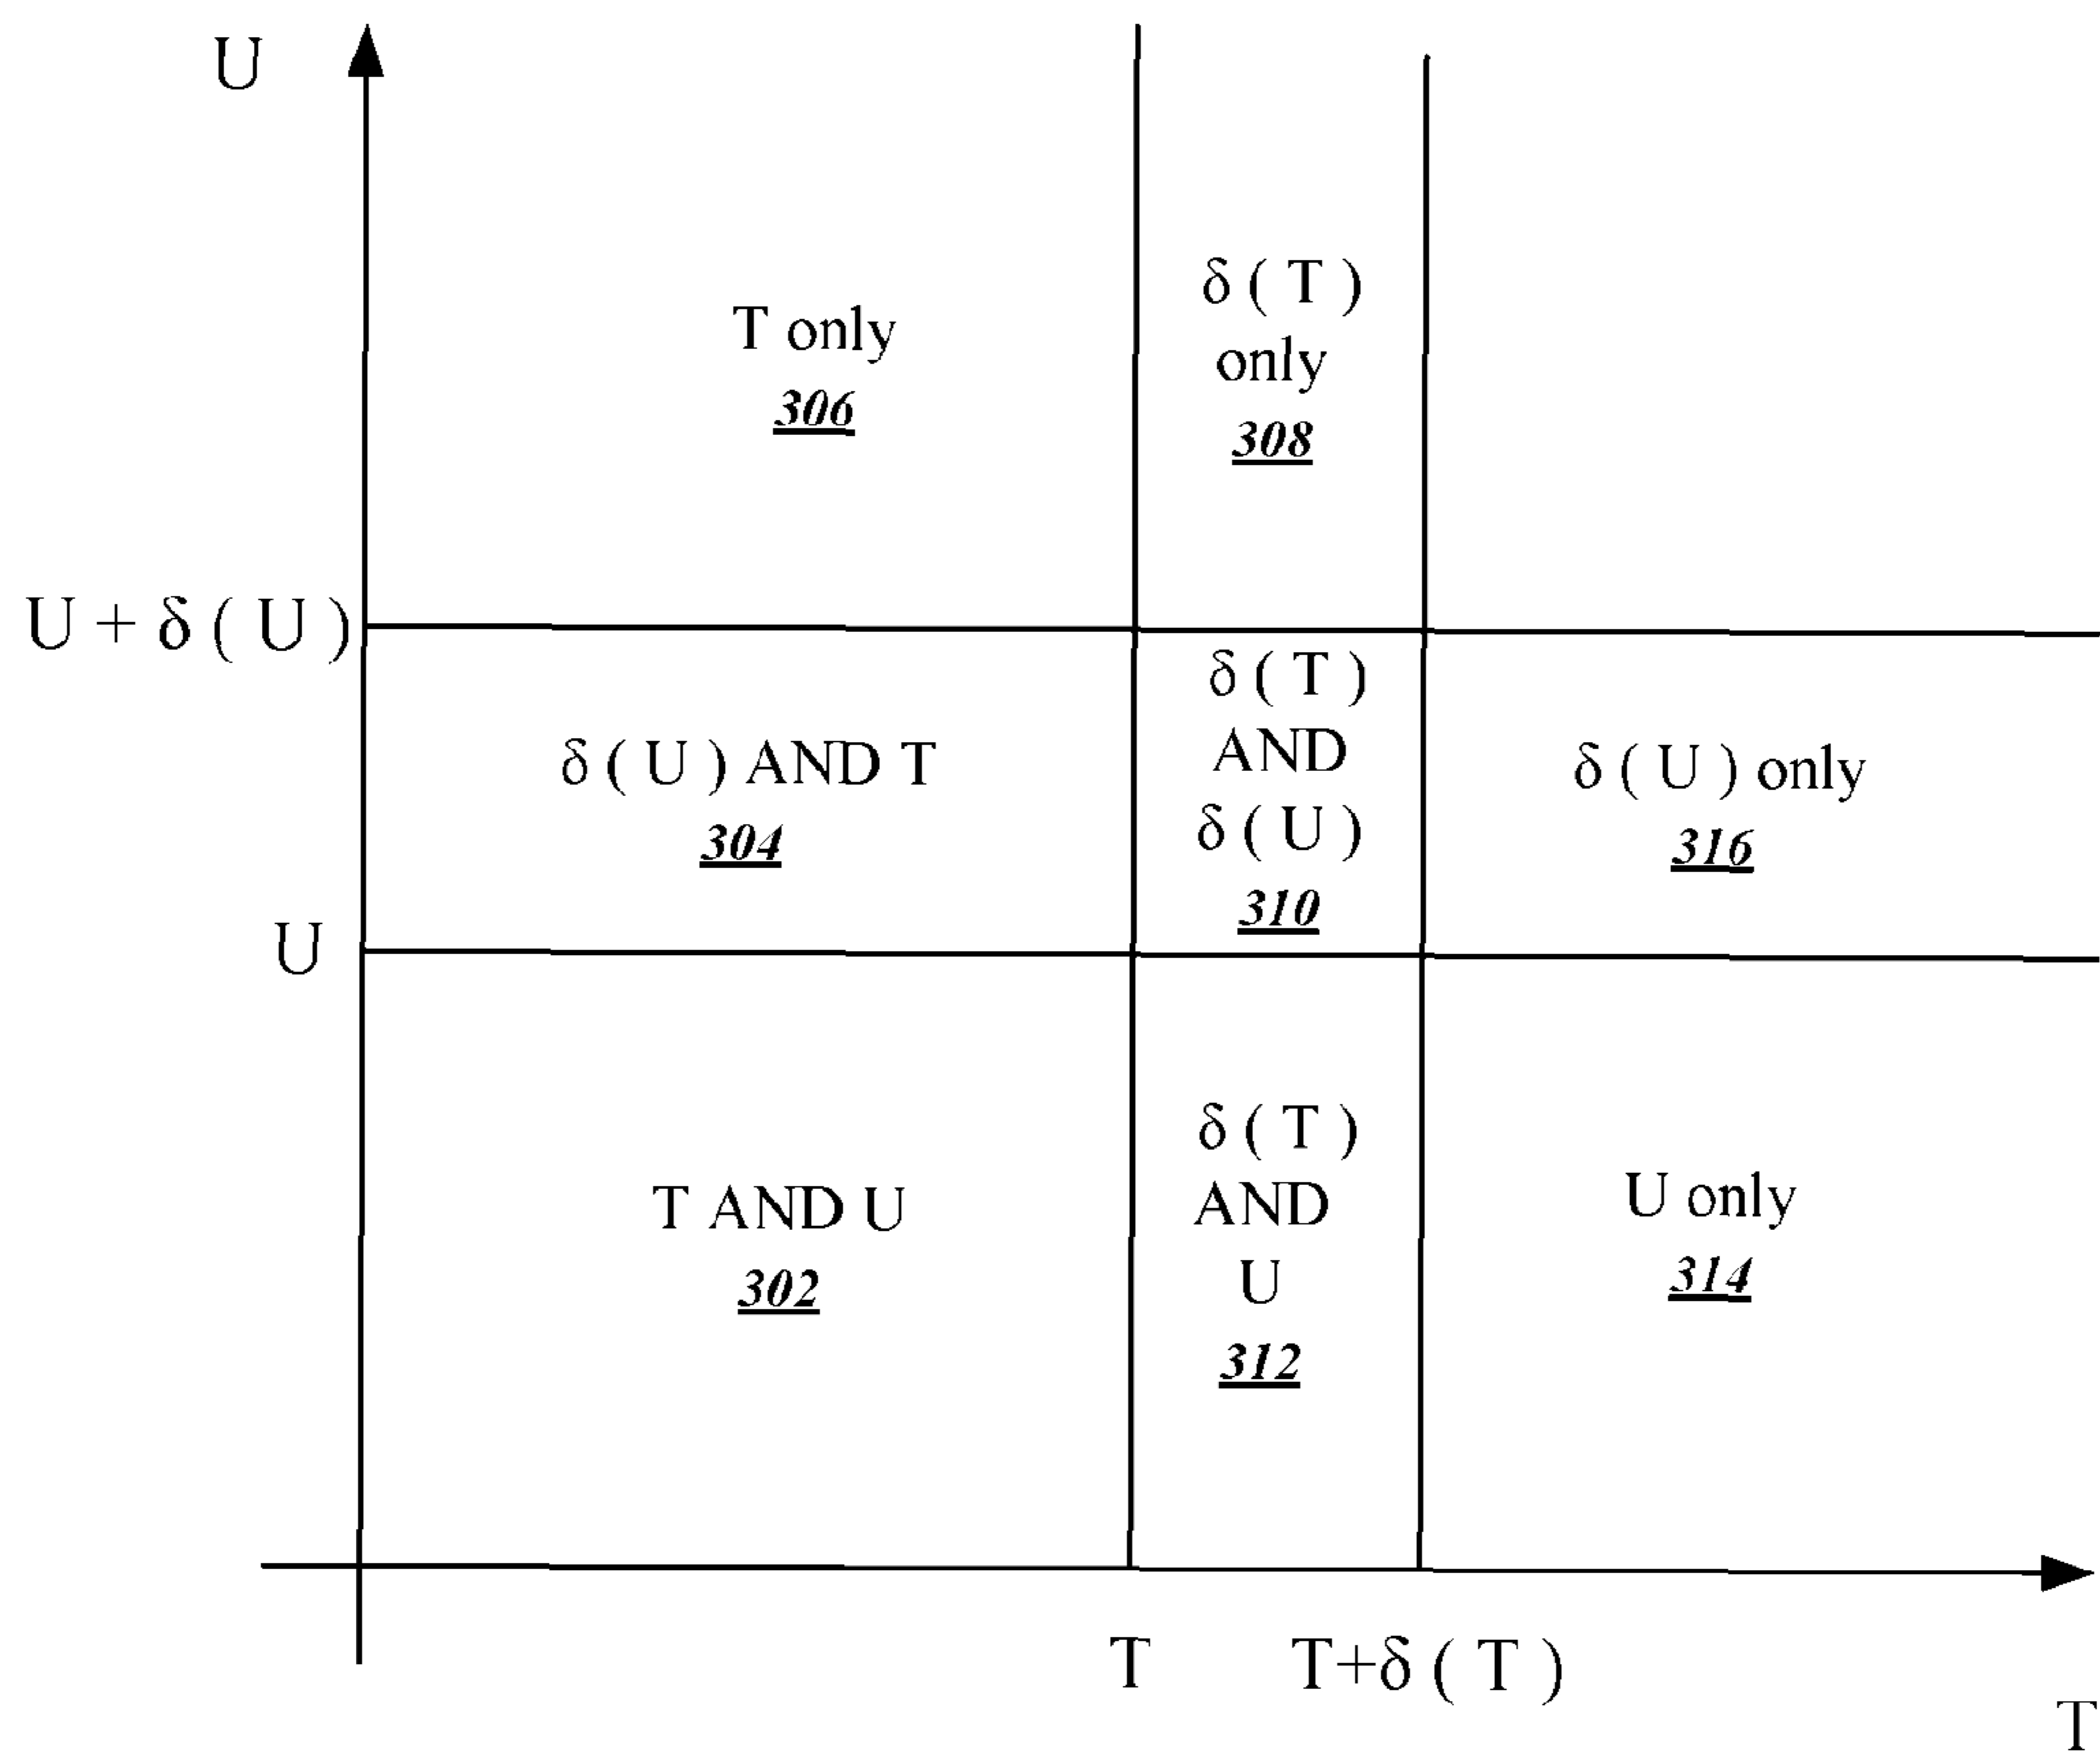 U
T only
306
δ ( T )
only
308
U + δ ( U )
δ ( U ) AND T
304
δ ( T )
AND
δ ( U )
310
δ ( U ) only
316
U
T AND U
302
δ ( T )
AND
U
312
U only
314
T
T+δ ( T )
T